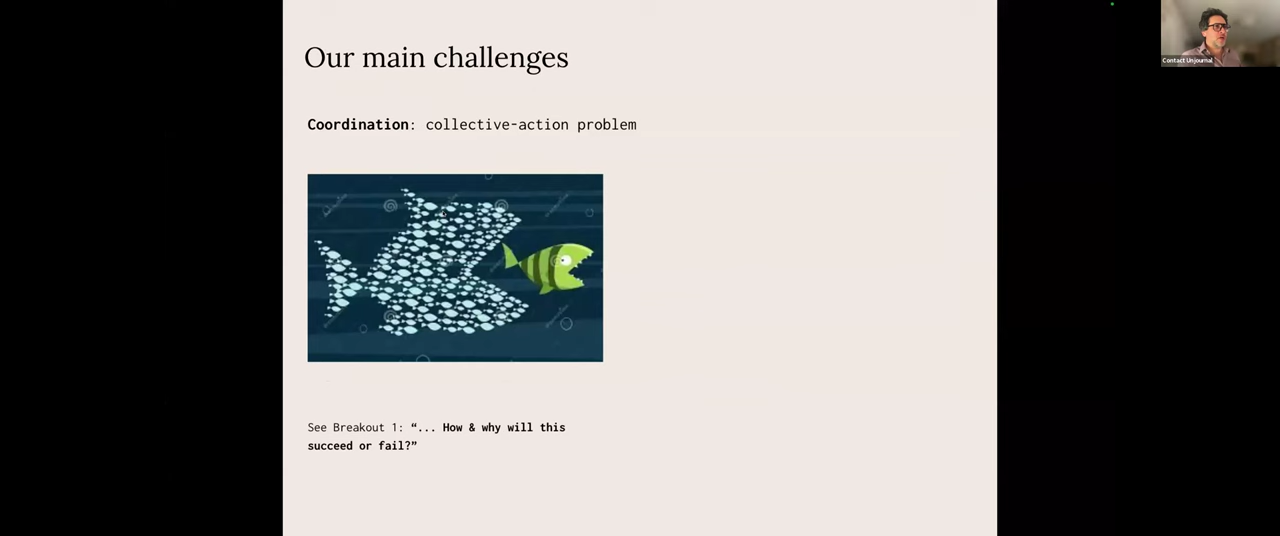 Our main challenges
Coordination: collective-action problem
See Breakout 1: “... How & why will this
succeed or fail?”
Contact Unjournal